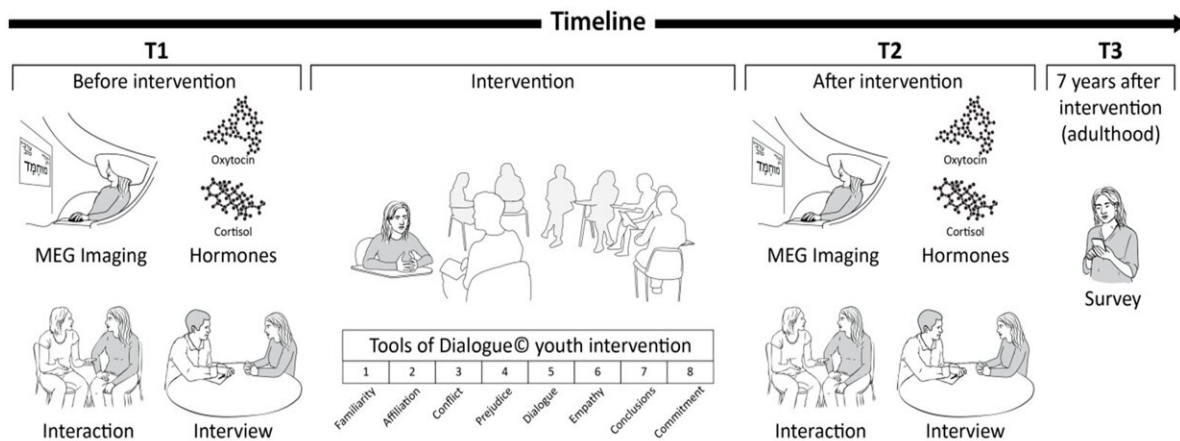 Timeline
T1
T2
T3
Before intervention
Intervention
After intervention
7 years after
intervention
(adulthood)
מוחמד
Oxytocin
Cortisol
MEG Imaging
Hormones
Interaction
Interview
Tools of Dialogue© youth intervention
1 2 3 4 5 6 7 8
Familiarity
Affiliation
Conflict
Prejudice
Dialogue
Empathy
Conclusions
Commitment
מוחמד
Oxytocin
Cortisol
MEG Imaging
Hormones
Interaction
Interview
Survey